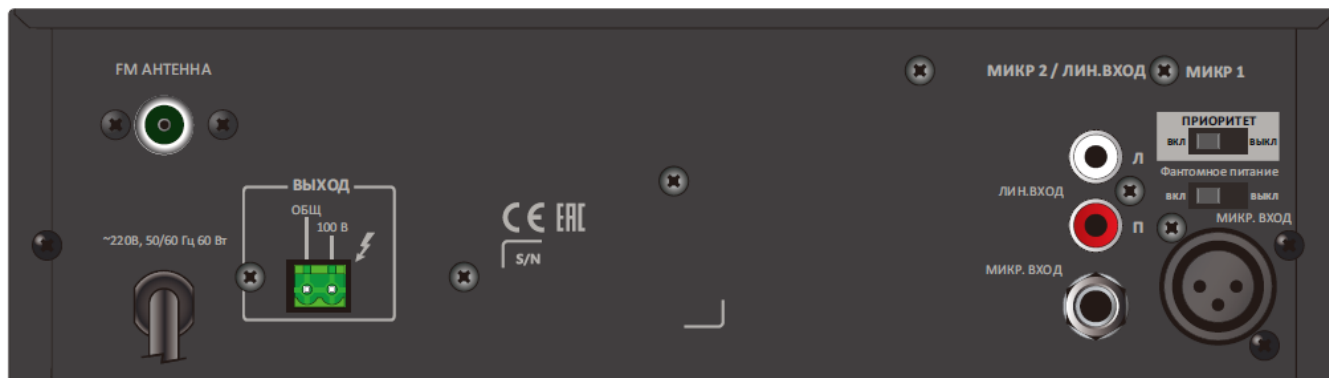 FM АНТЕННА
МИКР 2 / ЛИН.ВХОД
МИКР 1
ПРИОРИТЕТ
ВКЛ
ВЫКЛ
Л
Фантомное питание
ВКЛ
ВЫКЛ
ЛИН.ВХОД
П
МИКР. ВХОД
МИКР. ВХОД
ВЫХОД
ОБЩ
100 В
~220В, 50/60 Гц 60 Вт
CE EAC
S/N